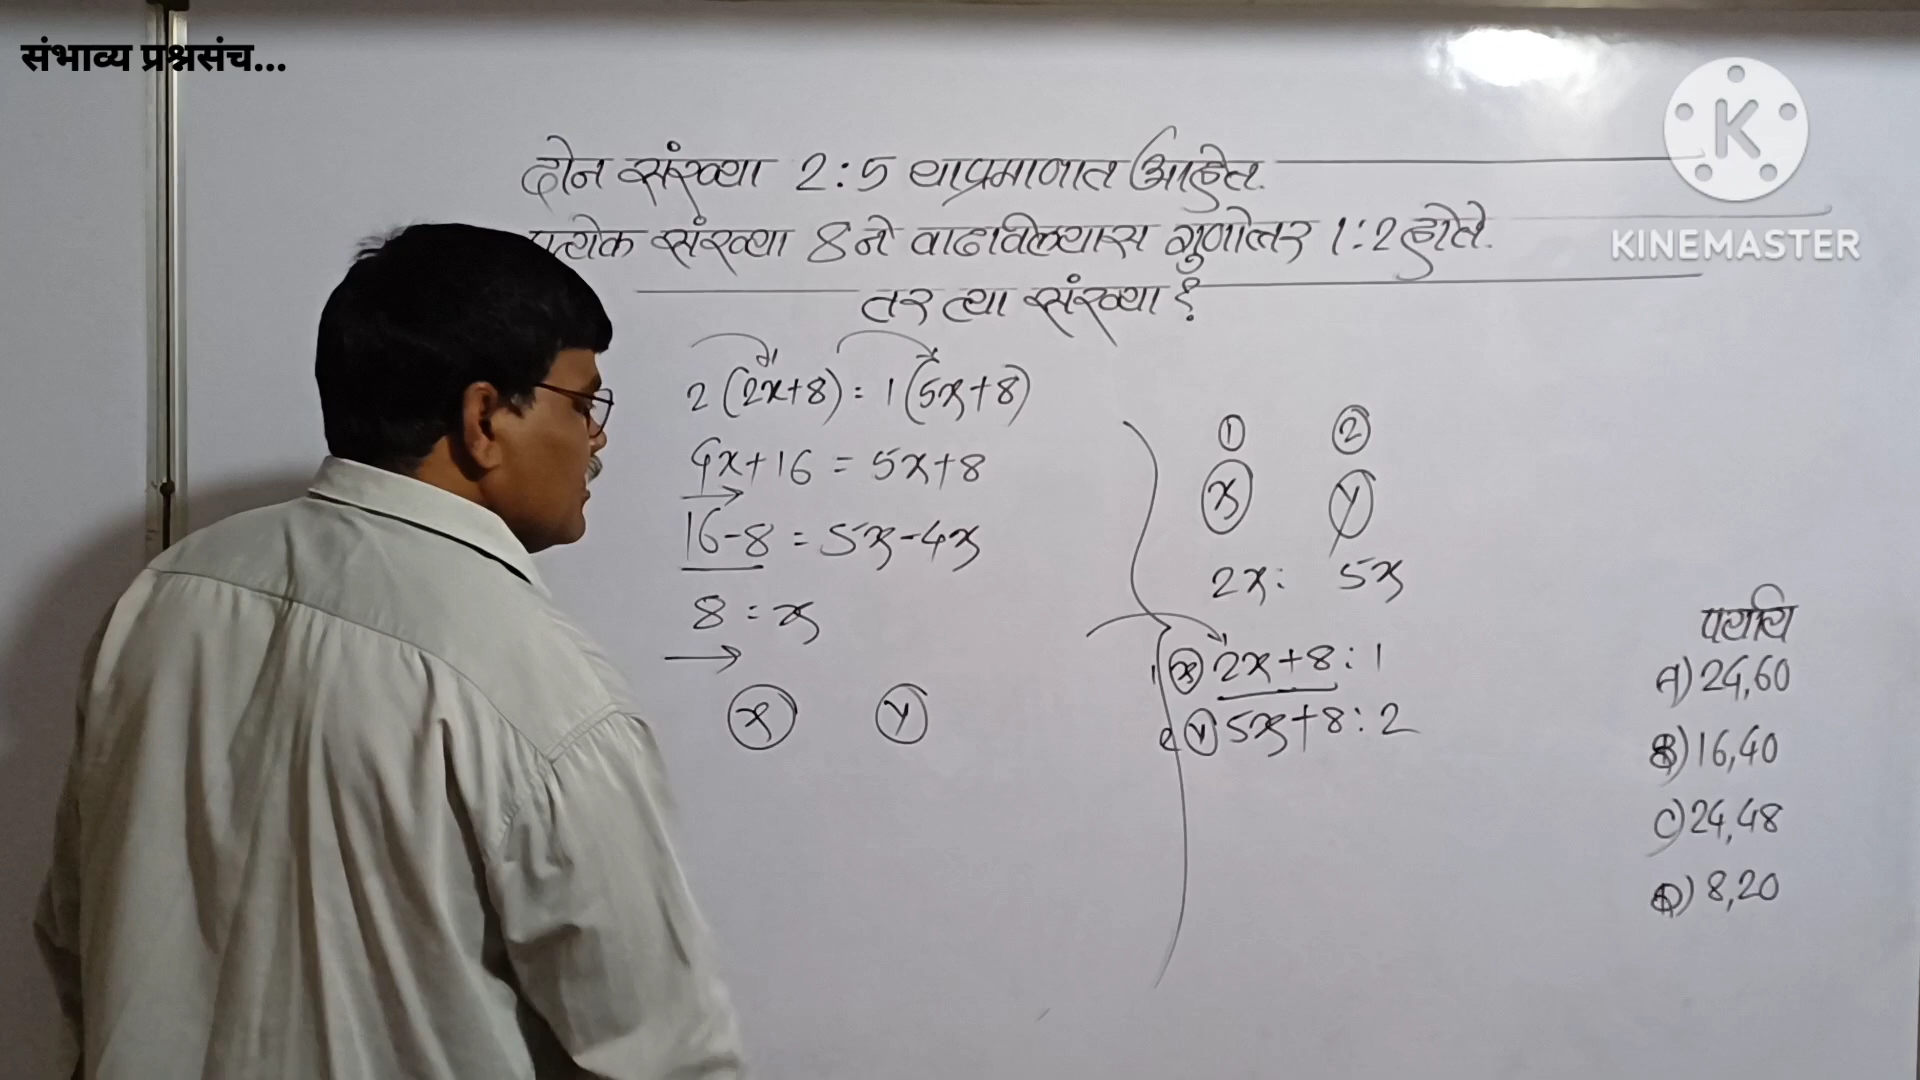 संभाव्य प्रश्नसंच...
KINEMASTER
दोन संख्या 2:5 याप्रमाणात आहेत.
प्रत्येक संख्या 8 ने वाढविल्यास गुणोत्तर 1:2 होते.
तर त्या संख्या ?
2(2x+8) = 1(5x+8)
4x+16 = 5x+8
16-8 = 5x-4x
8 = x
x y
1 2
x y
2x : 5x
x 2x+8 : 1
y 5x+8 : 2
पर्याय
A) 24,60
B) 16,40
C) 24,48
D) 8,20